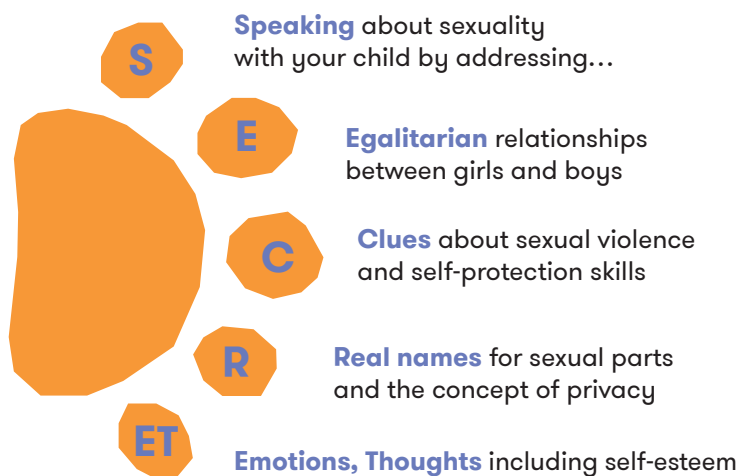 S
Speaking about sexuality
with your child by addressing...
E
Egalitarian relationships
between girls and boys
C
Clues about sexual violence
and self-protection skills
R
Real names for sexual parts
and the concept of privacy
ET
Emotions, Thoughts including self-esteem